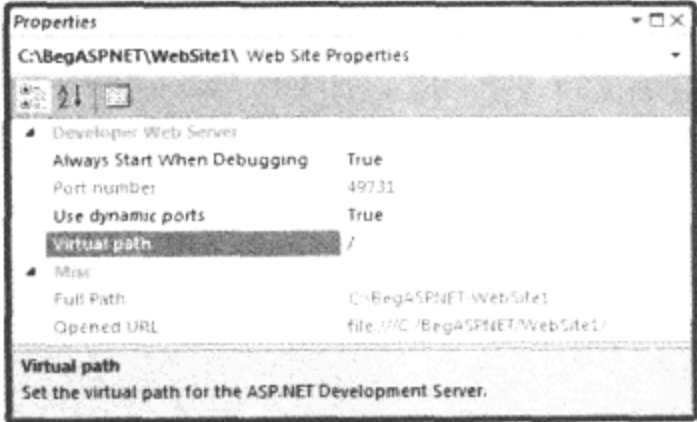 Properties
C:\BegASPNET\WebSite1\ Web Site Properties
Developer Web Server
Always Start When Debugging True
Port number 49731
Use dynamic ports True
Virtual path /
Misc
Full Path C:\BegASPNET\WebSite1
Opened URL file:///C:/BegASPNET/WebSite1/
Virtual path
Set the virtual path for the ASP.NET Development Server.